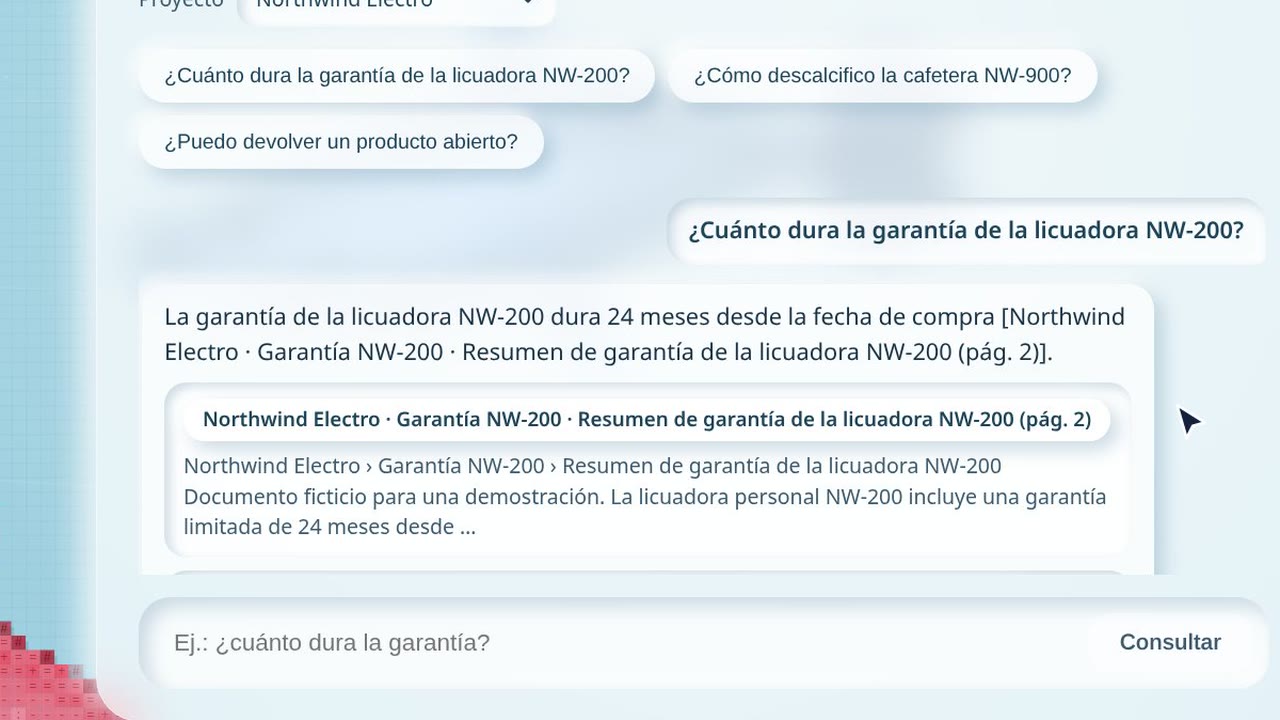 Proyecto Northwind Electro
¿Cuánto dura la garantía de la licuadora NW-200? ¿Cómo descalcifico la cafetera NW-900?
¿Puedo devolver un producto abierto?
¿Cuánto dura la garantía de la licuadora NW-200?
La garantía de la licuadora NW-200 dura 24 meses desde la fecha de compra [Northwind
Electro · Garantía NW-200 · Resumen de garantía de la licuadora NW-200 (pág. 2)].
Northwind Electro · Garantía NW-200 · Resumen de garantía de la licuadora NW-200 (pág. 2)
Northwind Electro › Garantía NW-200 › Resumen de garantía de la licuadora NW-200
Documento ficticio para una demostración. La licuadora personal NW-200 incluye una garantía
limitada de 24 meses desde ...
Ej.: ¿cuánto dura la garantía? Consultar